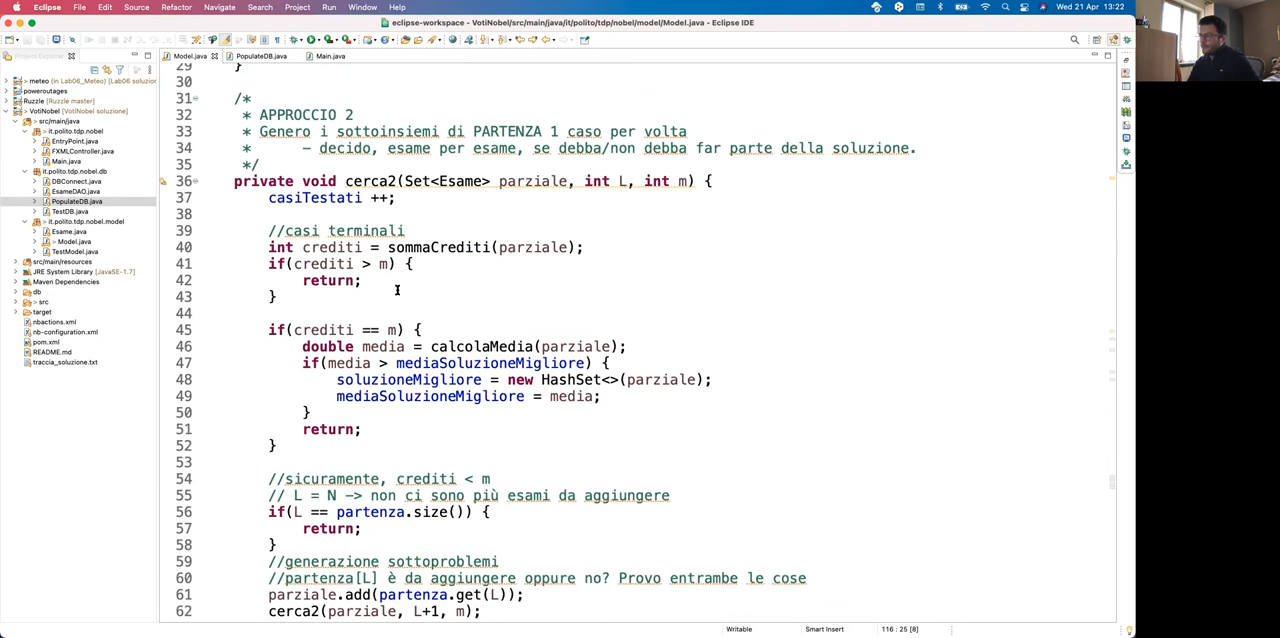 Eclipse File Edit Source Refactor Navigate Search Project Run Window Help Wed 21 Apr 13:22
eclipse-workspace - VotiNobel/src/main/java/it/polito/tdp/nobel/model/Model.java - Eclipse IDE
Project Explorer
Model.java PopulateDB.java Main.java
meteo (in Lab06_Meteo) [Lab06 soluzio
poweroutages
Ruzzle [Ruzzle master]
VotiNobel [VotiNobel soluzione]
src/main/java
it.polito.tdp.nobel
EntryPoint.java
FXMLController.java
Main.java
it.polito.tdp.nobel.db
DBConnect.java
EsameDAO.java
PopulateDB.java
TestDB.java
it.polito.tdp.nobel.model
Esame.java
> Model.java
TestModel.java
src/main/resources
JRE System Library [JavaSE-1.7]
Maven Dependencies
db
src
target
nbactions.xml
nb-configuration.xml
pom.xml
README.md
traccia_soluzione.txt
29 }
30
31 /*
32 * APPROCCIO 2
33 * Genero i sottoinsiemi di PARTENZA 1 caso per volta
34 * - decido, esame per esame, se debba/non debba far parte della soluzione.
35 */
36 private void cerca2(Set<Esame> parziale, int L, int m) {
37 casiTestati ++;
38
39 //casi terminali
40 int crediti = sommaCrediti(parziale);
41 if(crediti > m) {
42 return;
43 }
44
45 if(crediti == m) {
46 double media = calcolaMedia(parziale);
47 if(media > mediaSoluzioneMigliore) {
48 soluzioneMigliore = new HashSet<>(parziale);
49 mediaSoluzioneMigliore = media;
50 }
51 return;
52 }
53
54 //sicuramente, crediti < m
55 // L = N -> non ci sono più esami da aggiungere
56 if(L == partenza.size()) {
57 return;
58 }
59 //generazione sottoproblemi
60 //partenza[L] è da aggiungere oppure no? Provo entrambe le cose
61 parziale.add(partenza.get(L));
62 cerca2(parziale, L+1, m);
Writable Smart Insert 116 : 25 [8]